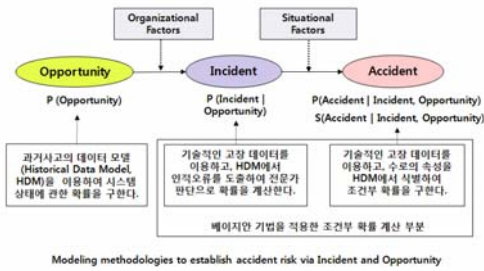 Organizational
Factors
Situational
Factors
Opportunity
Incident
Accident
P (Opportunity)
P (Incident |
Opportunity)
P(Accident | Incident, Opportunity)
S(Accident | Incident, Opportunity)
과거사고의 데이터 모델
(Historical Data Model,
HDM)을 이용하여 시스템
상태에 관한 확률을 구한다.
기술적인 고장 데이터를
이용하고, HDM에서
인적오류를 도출하여 전문가
판단으로 확률을 계산한다.
기술적인 고장 데이터를
이용하고, 수로의 속성을
HDM에서 식별하여
조건부 확률을 구한다.
베이지안 기법을 적용한 조건부 확률 계산 부분
Modeling methodologies to establish accident risk via Incident and Opportunity